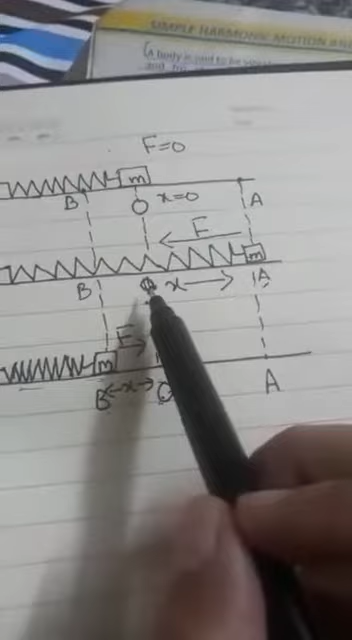 SIMPLE HARMONIC MOTION
A body is said to be
F=0
m
B O x=0 A
F
m
B O x A
F
m
B x O A